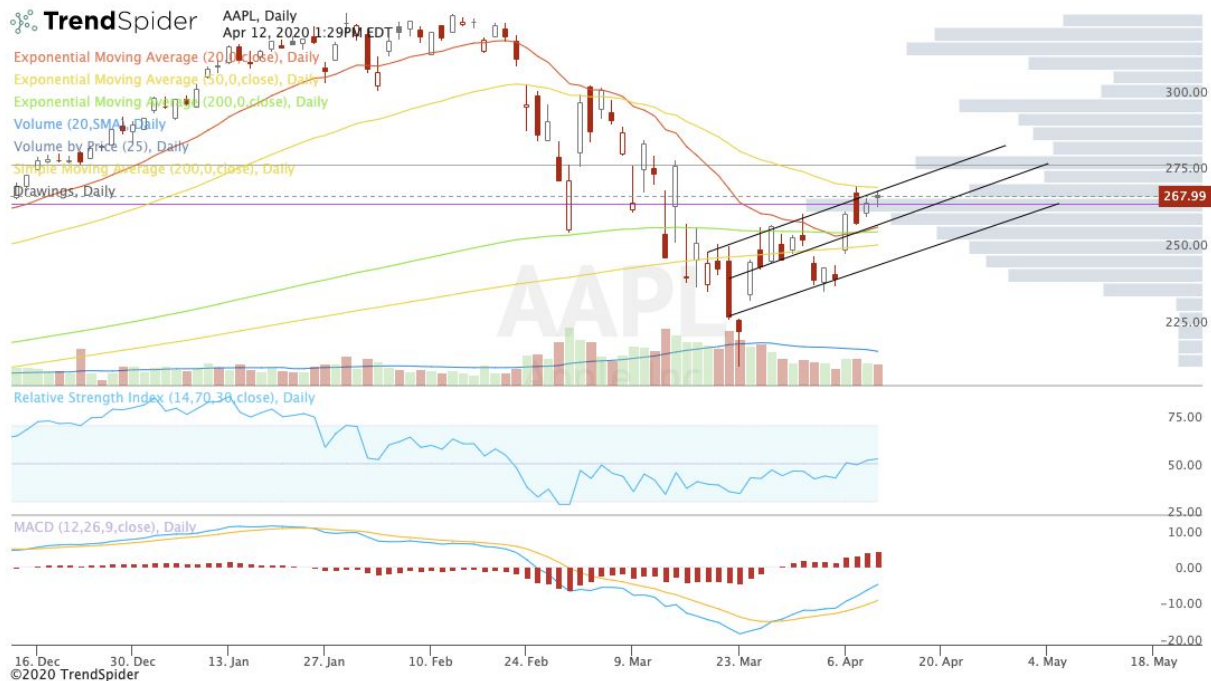 TrendSpider
AAPL, Daily
Apr 12, 2020 1:29PM EDT
Exponential Moving Average (20,0,close), Daily
Exponential Moving Average (50,0,close), Daily
Exponential Moving Average (200,0,close), Daily
Volume (20,SMA), Daily
Volume by Price (25), Daily
Simple Moving Average (200,0,close), Daily
Drawings, Daily
300.00
275.00
267.99
250.00
225.00
AAPL
Apple Inc
Relative Strength Index (14,70,30,close), Daily
75.00
50.00
25.00
MACD (12,26,9,close), Daily
10.00
0.00
-10.00
-20.00
16. Dec 30. Dec 13. Jan 27. Jan 10. Feb 24. Feb 9. Mar 23. Mar 6. Apr 20. Apr 4. May 18. May
©2020 TrendSpider